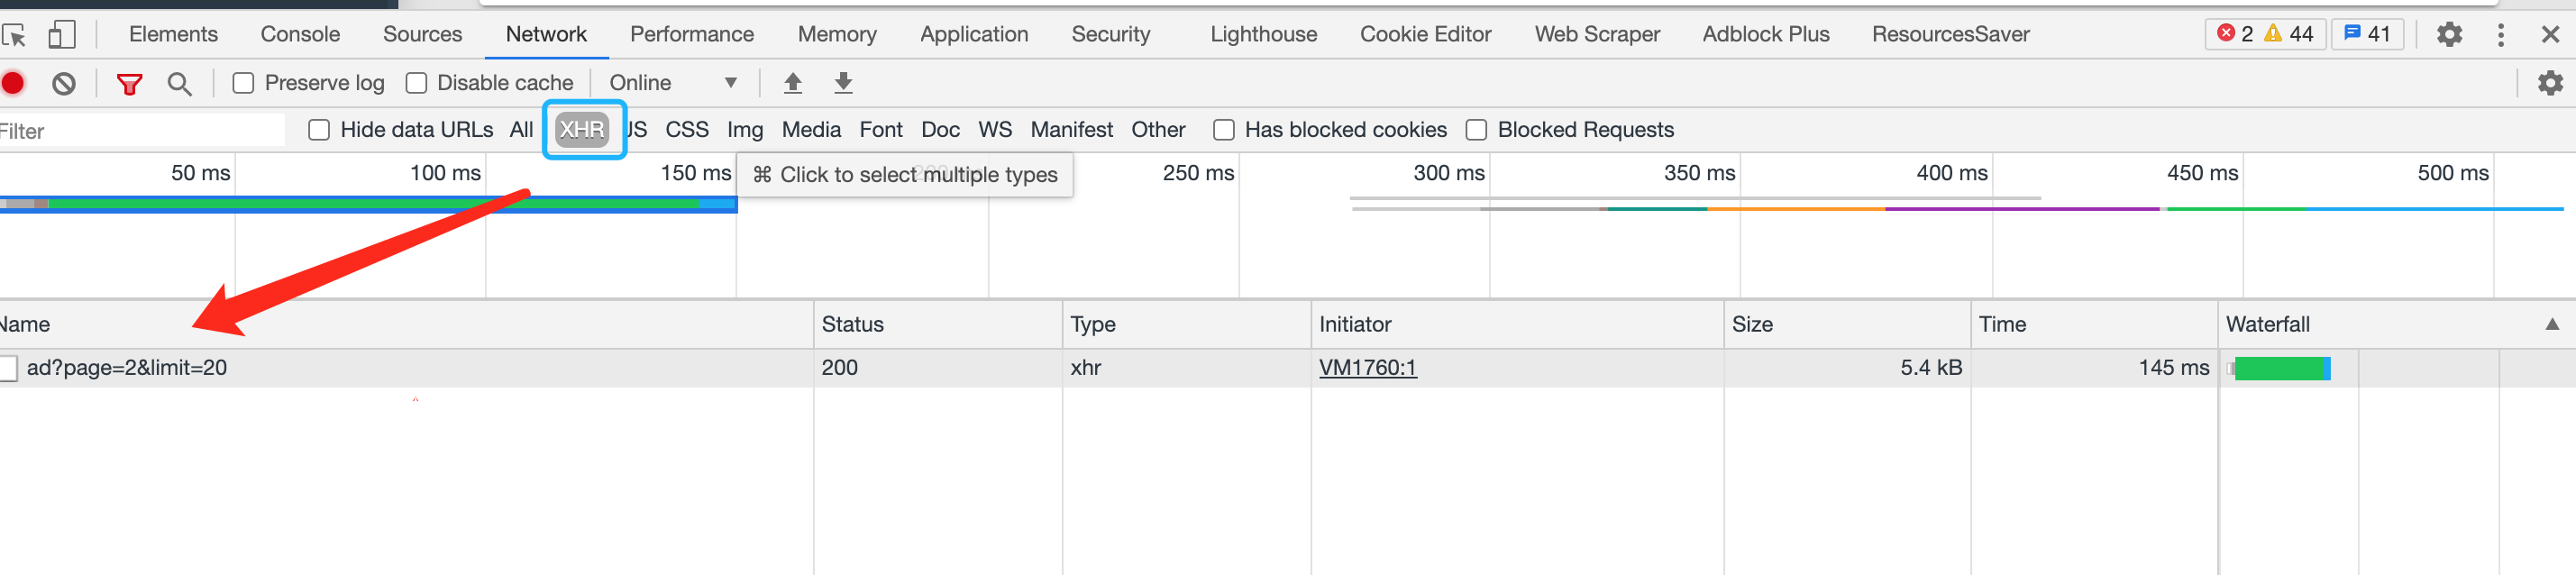 Elements Console Sources Network Performance Memory Application Security Lighthouse Cookie Editor Web Scraper Adblock Plus ResourcesSaver 2 44 41
Preserve log Disable cache Online
Filter Hide data URLs All XHR JS CSS Img Media Font Doc WS Manifest Other Has blocked cookies Blocked Requests
50 ms 100 ms 150 ms 250 ms 300 ms 350 ms 400 ms 450 ms 500 ms
⌘ Click to select multiple types
Name Status Type Initiator Size Time Waterfall
ad?page=2&limit=20 200 xhr VM1760:1 5.4 kB 145 ms